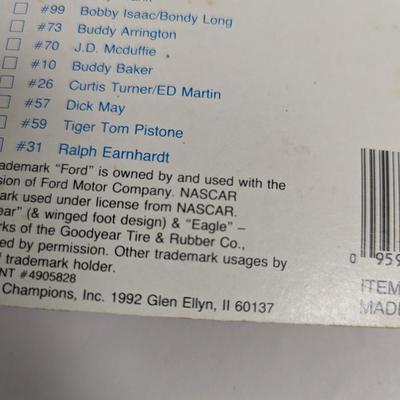 #99 Bobby Isaac/Bondy Long
#73 Buddy Arrington
#70 J.D. Mcduffie
#10 Buddy Baker
#26 Curtis Turner/ED Martin
#57 Dick May
#59 Tiger Tom Pistone
#31 Ralph Earnhardt
ademark "Ford" is owned by and used with the
sion of Ford Motor Company. NASCAR
ark used under license from NASCAR.
ear" (& winged foot design) & "Eagle" –
rks of the Goodyear Tire & Rubber Co.,
ed by permission. Other trademark usages by
f trademark holder.
NT #4905828
Champions, Inc. 1992 Glen Ellyn, Il 60137
0 959
ITEM
MADE